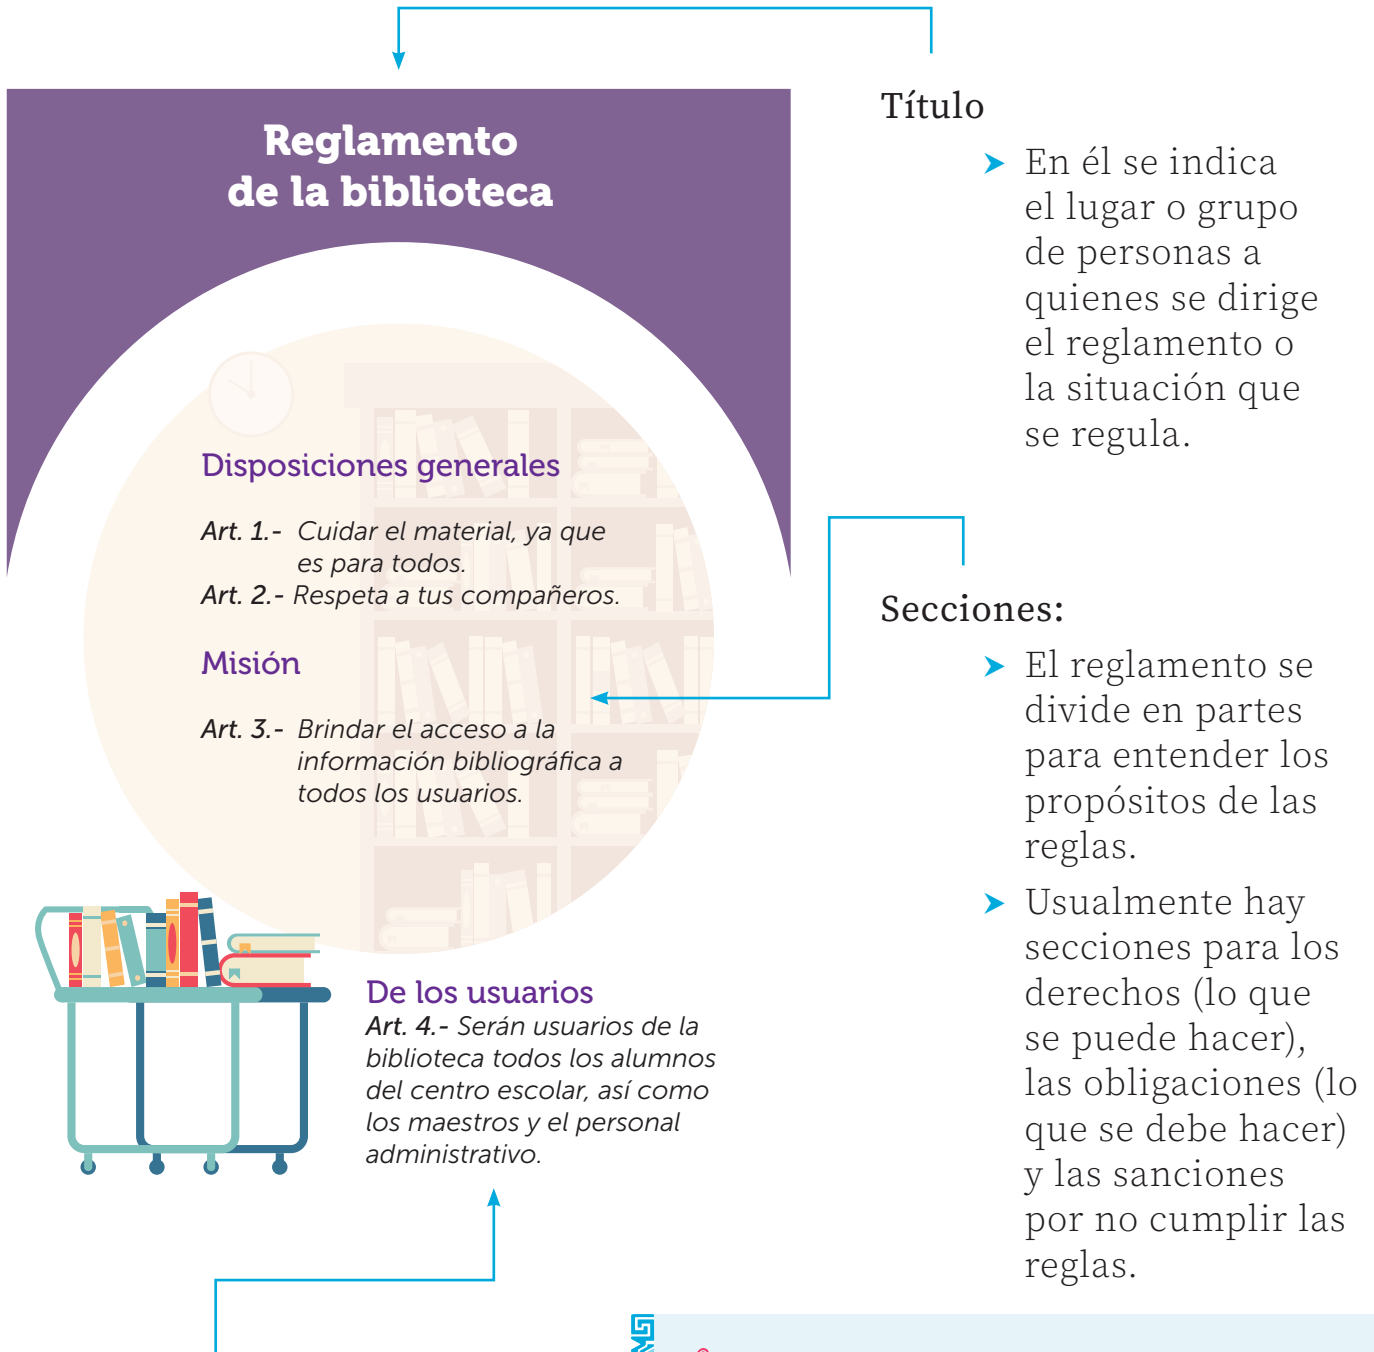 Reglamento
de la biblioteca
Disposiciones generales
Art. 1.- Cuidar el material, ya que
es para todos.
Art. 2.- Respeta a tus compañeros.
Misión
Art. 3.- Brindar el acceso a la
información bibliográfica a
todos los usuarios.
De los usuarios
Art. 4.- Serán usuarios de la
biblioteca todos los alumnos
del centro escolar, así como
los maestros y el personal
administrativo.
Título
➤ En él se indica
el lugar o grupo
de personas a
quienes se dirige
el reglamento o
la situación que
se regula.
Secciones:
➤ El reglamento se
divide en partes
para entender los
propósitos de las
reglas.
➤ Usualmente hay
secciones para los
derechos (lo que
se puede hacer),
las obligaciones (lo
que se debe hacer)
y las sanciones
por no cumplir las
reglas.